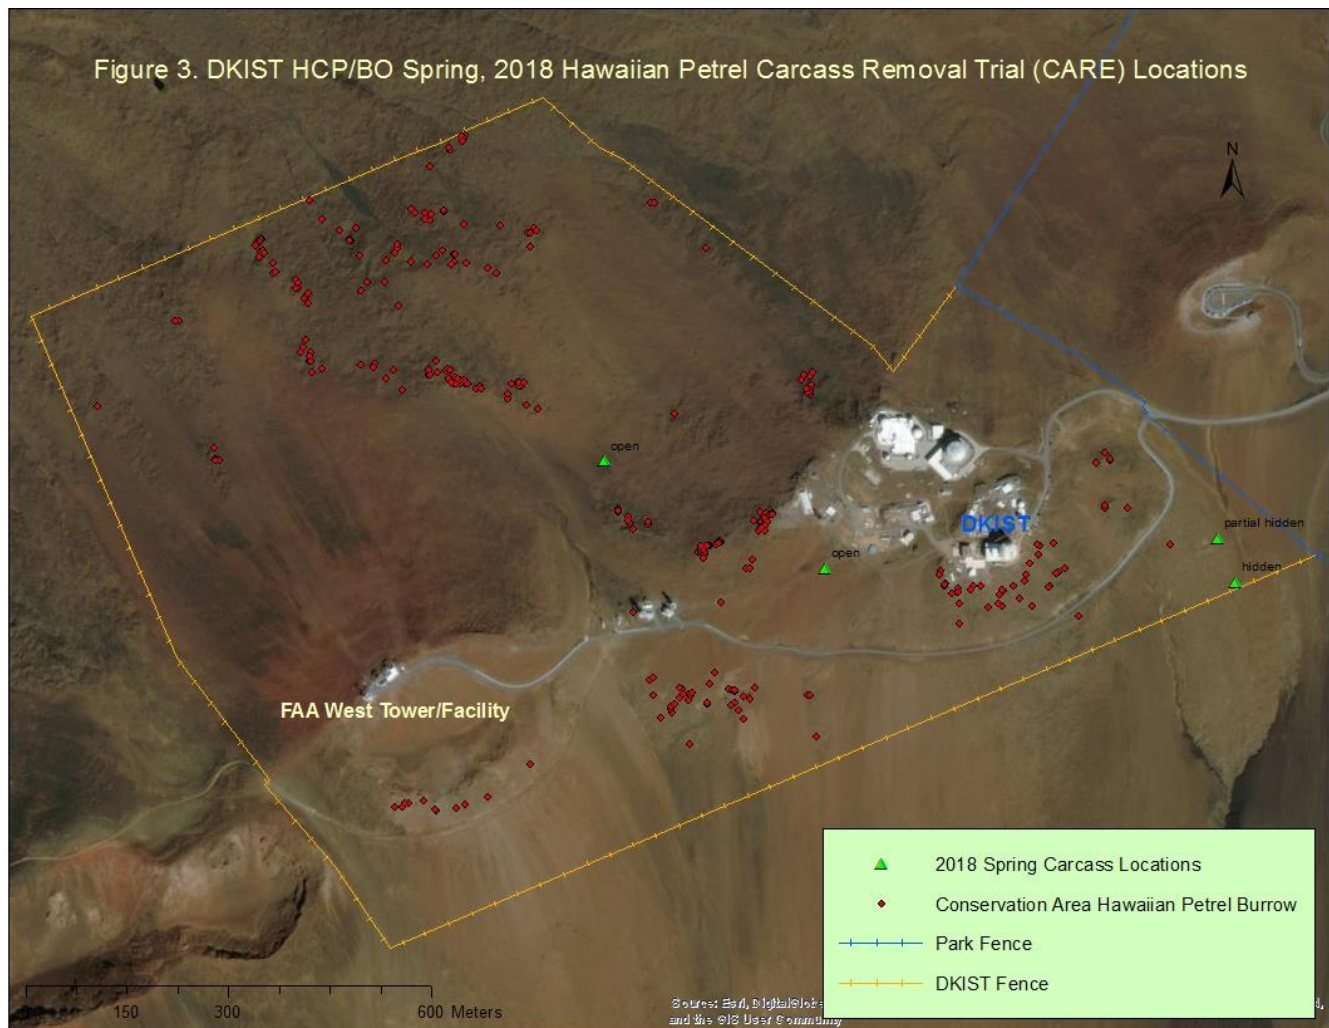 Figure 3. DKIST HCP/BO Spring, 2018 Hawaiian Petrel Carcass Removal Trial (CARE) Locations
N
open
DKIST
partial hidden
open
hidden
FAA West Tower/Facility
2018 Spring Carcass Locations
Conservation Area Hawaiian Petrel Burrow
Park Fence
DKIST Fence
150 300 600 Meters
Source: Esri,
and the GIS User Community